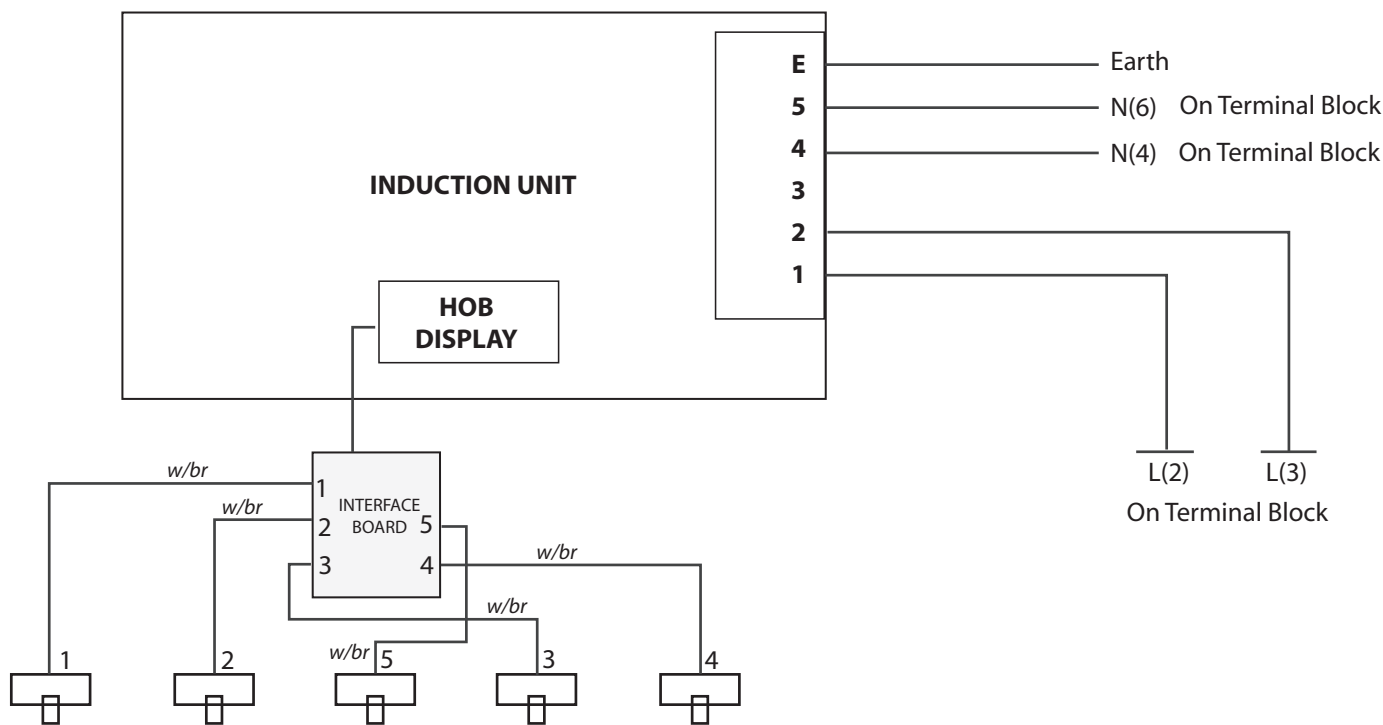 E
Earth
5
N(6) On Terminal Block
4
N(4) On Terminal Block
INDUCTION UNIT
3
2
1
HOB
DISPLAY
L(2)
L(3)
On Terminal Block
w/br
1
INTERFACE
BOARD
w/br
2
5
3
4
w/br
w/br
w/br
1
2
5
3
4